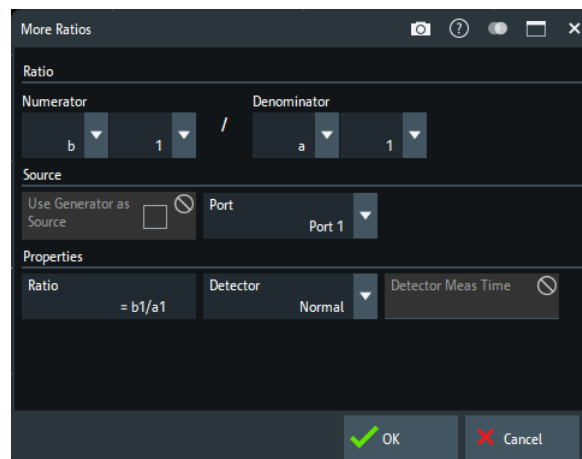 More Ratios
Ratio
Numerator
Denominator
b
1
/
a
1
Source
Use Generator as
Source
Port
Port 1
Properties
Ratio
= b1/a1
Detector
Normal
Detector Meas Time
OK
Cancel